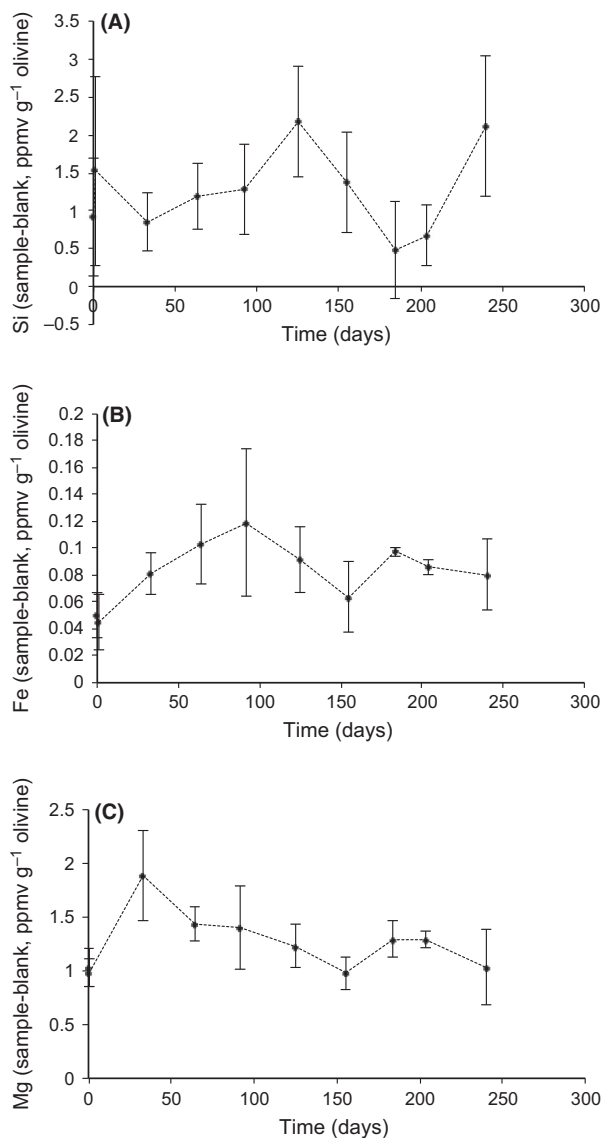 (A)
3.5
3
2.5
2
1.5
1
0.5
0
–0.5
0 50 100 150 200 250 300
Time (days)
Si (sample-blank, ppmv g⁻¹ olivine)
(B)
0.2
0.18
0.16
0.14
0.12
0.1
0.08
0.06
0.04
0.02
0
0 50 100 150 200 250 300
Time (days)
Fe (sample-blank, ppmv g⁻¹ olivine)
(C)
2.5
2
1.5
1
0.5
0
0 50 100 150 200 250 300
Time (days)
Mg (sample-blank, ppmv g⁻¹ olivine)